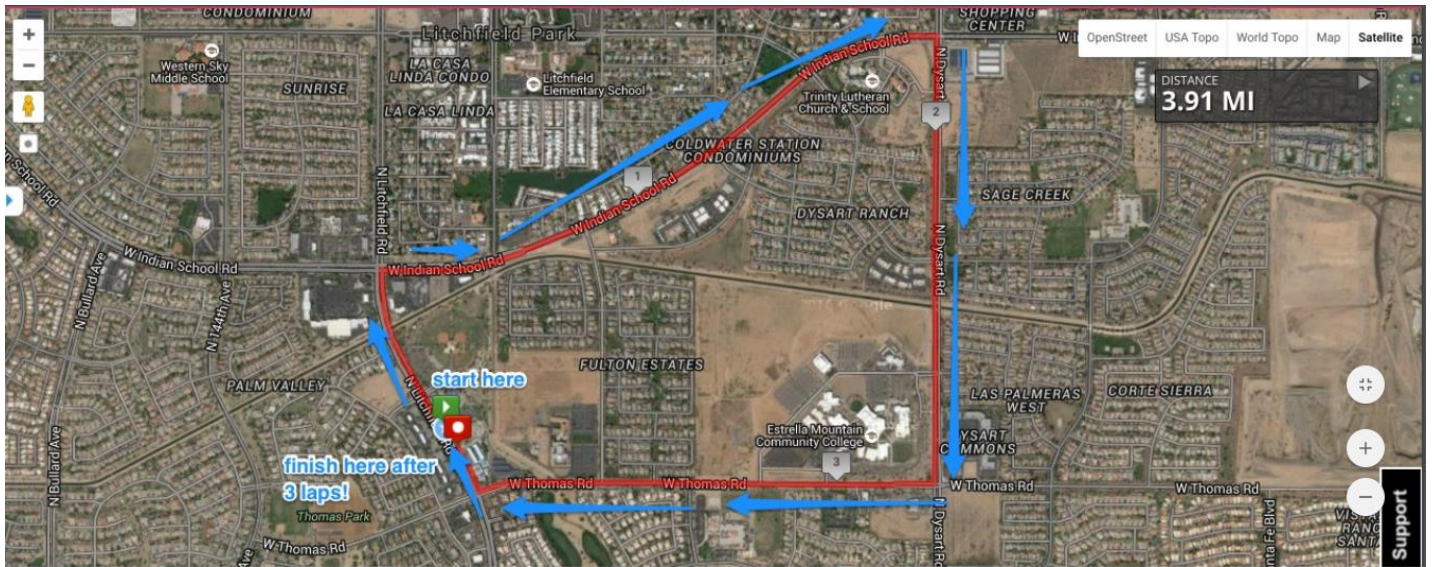 CONDOMINIUM
SHOPPING
CENTER
Litchfield Park
OpenStreet
USA Topo
World Topo
Map
Satellite
W Indian School Rd
DISTANCE
3.91 MI
Western Sky
Middle School
LA CASA
LINDA CONDO
SUNRISE
Litchfield
Elementary School
LA CASA LINDA
Trinity Lutheran
Church & School
N Dysart
2
COLDWATER STATION
CONDOMINIUMS
1
SAGE CREEK
N Litchfield Rd
W Indian School Rd
DYSART RANCH
N Dysart Rd
W Indian School Rd
W Indian School Rd
N Bullard Ave
N 144th Ave
FULTON ESTATES
PALM VALLEY
start here
N Litchfield Rd
LAS PALMERAS
WEST
CORTE SIERRA
Estrella Mountain
Community College
3
finish here after
3 laps!
W Thomas Rd
W Thomas Rd
W Thomas Rd
W Thomas Rd
Thomas Park
N Bullard Ave
W Thomas Rd
N Dysart Rd
Support